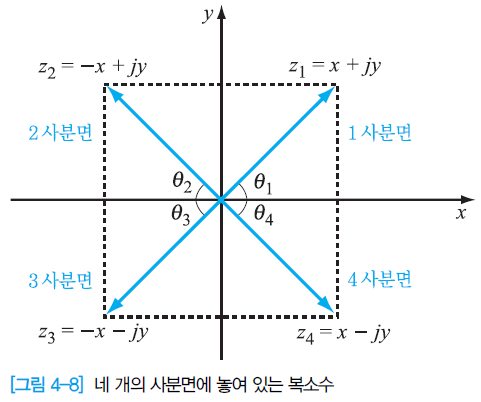 y
z₂ = −x + jy
z₁ = x + jy
2사분면
1사분면
θ₂
θ₁
θ₃
θ₄
x
3사분면
4사분면
z₃ = −x − jy
z₄ = x − jy
[그림 4-8] 네 개의 사분면에 놓여 있는 복소수